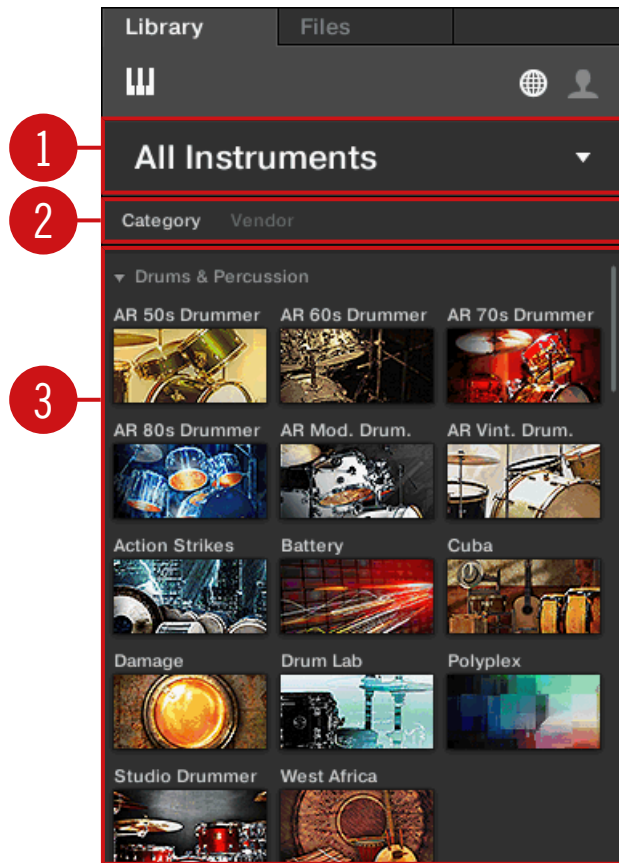 Library Files
1 All Instruments
2 Category Vendor
Drums & Percussion
AR 50s Drummer AR 60s Drummer AR 70s Drummer
3
AR 80s Drummer AR Mod. Drum. AR Vint. Drum.
Action Strikes Battery Cuba
Damage Drum Lab Polyplex
Studio Drummer West Africa